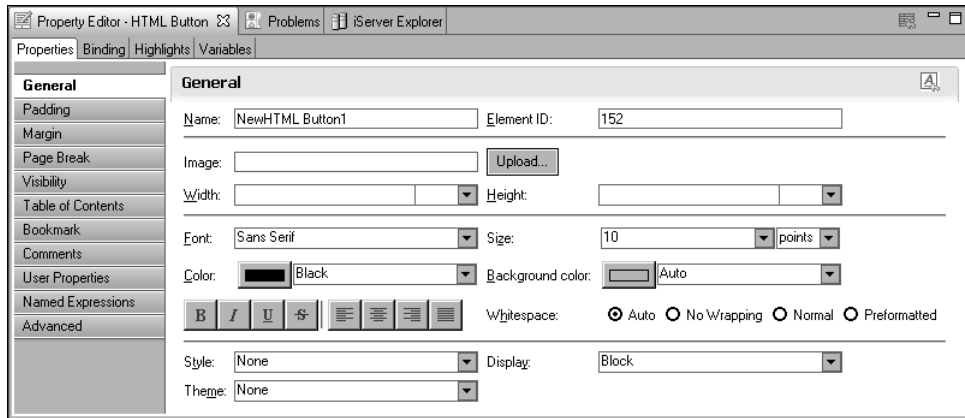 Property Editor - HTML Button Problems iServer Explorer
Properties Binding Highlights Variables
General
Padding
Margin
Page Break
Visibility
Table of Contents
Bookmark
Comments
User Properties
Named Expressions
Advanced
General
Name: NewHTML Button1 Element ID: 152
Image: Upload...
Width: Height:
Font: Sans Serif Size: 10 points
Color: Black Background color: Auto
B I U S Whitespace: Auto No Wrapping Normal Preformatted
Style: None Display: Block
Theme: None